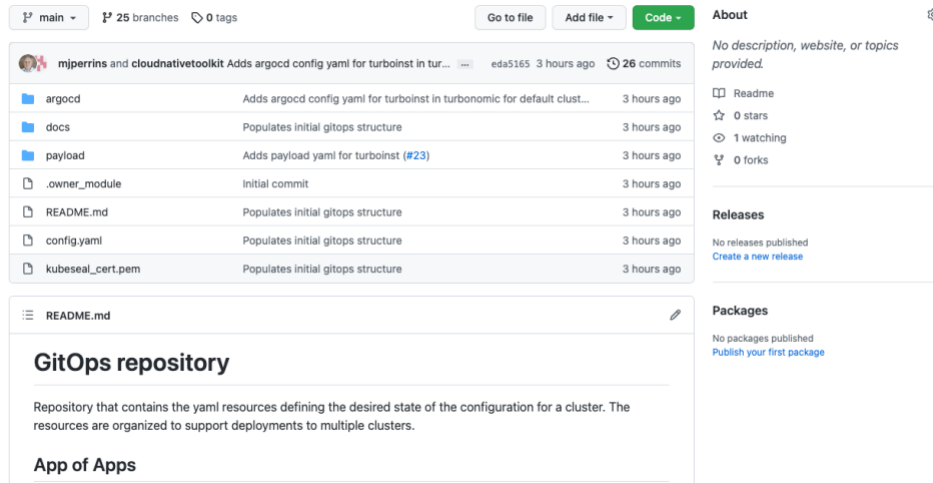 main
25 branches
0 tags
Go to file
Add file
Code
mjperrins and cloudnativetoolkit Adds argocd config yaml for turboinst in tur... ... eda5165 3 hours ago 26 commits
argocd Adds argocd config yaml for turboinst in turbonomic for default clust... 3 hours ago
docs Populates initial gitops structure 3 hours ago
payload Adds payload yaml for turboinst (#23) 3 hours ago
.owner_module Initial commit 3 hours ago
README.md Populates initial gitops structure 3 hours ago
config.yaml Populates initial gitops structure 3 hours ago
kubeseal_cert.pem Populates initial gitops structure 3 hours ago
README.md
GitOps repository
Repository that contains the yaml resources defining the desired state of the configuration for a cluster. The
resources are organized to support deployments to multiple clusters.
App of Apps
About
No description, website, or topics
provided.
Readme
0 stars
1 watching
0 forks
Releases
No releases published
Create a new release
Packages
No packages published
Publish your first package